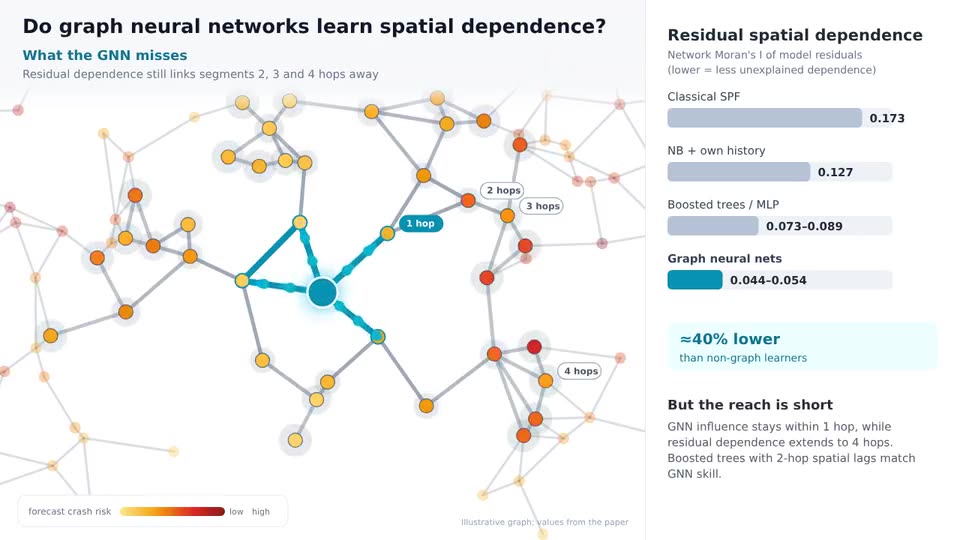 Do graph neural networks learn spatial dependence?
What the GNN misses
Residual dependence still links segments 2, 3 and 4 hops away
2 hops
3 hops
1 hop
4 hops
forecast crash risk
low high
Illustrative graph; values from the paper
Residual spatial dependence
Network Moran's I of model residuals
(lower = less unexplained dependence)
Classical SPF
0.173
NB + own history
0.127
Boosted trees / MLP
0.073–0.089
Graph neural nets
0.044–0.054
≈40% lower
than non-graph learners
But the reach is short
GNN influence stays within 1 hop, while
residual dependence extends to 4 hops.
Boosted trees with 2-hop spatial lags match
GNN skill.